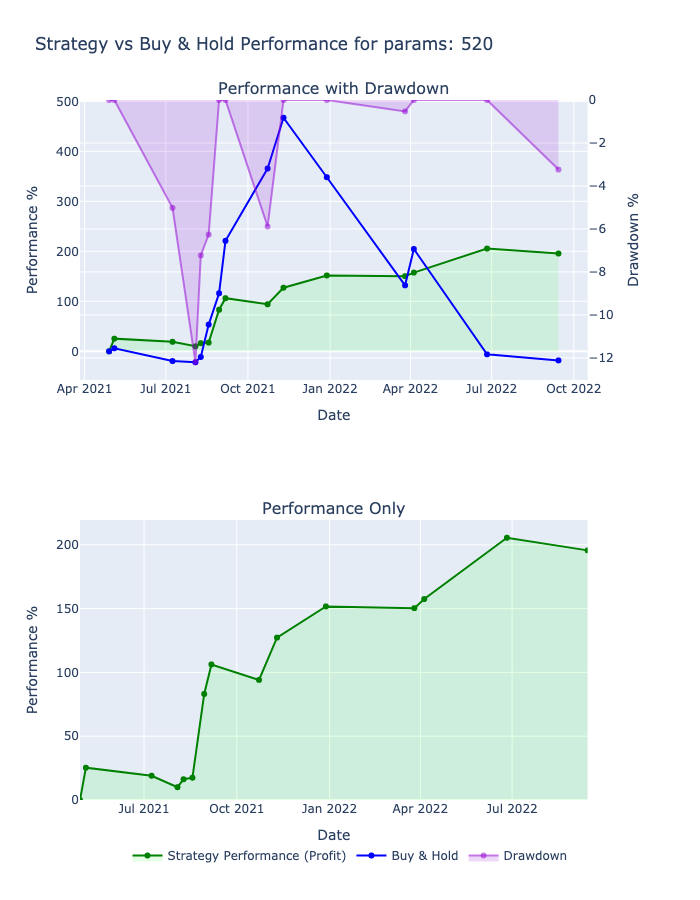 Strategy vs Buy & Hold Performance for params: 520
Performance with Drawdown
500
400
300
200
100
0
Performance %
0
−2
−4
−6
−8
−10
−12
Drawdown %
Apr 2021
Jul 2021
Oct 2021
Jan 2022
Apr 2022
Jul 2022
Oct 2022
Date
Performance Only
200
150
100
50
0
Performance %
Jul 2021
Oct 2021
Jan 2022
Apr 2022
Jul 2022
Date
Strategy Performance (Profit)
Buy & Hold
Drawdown